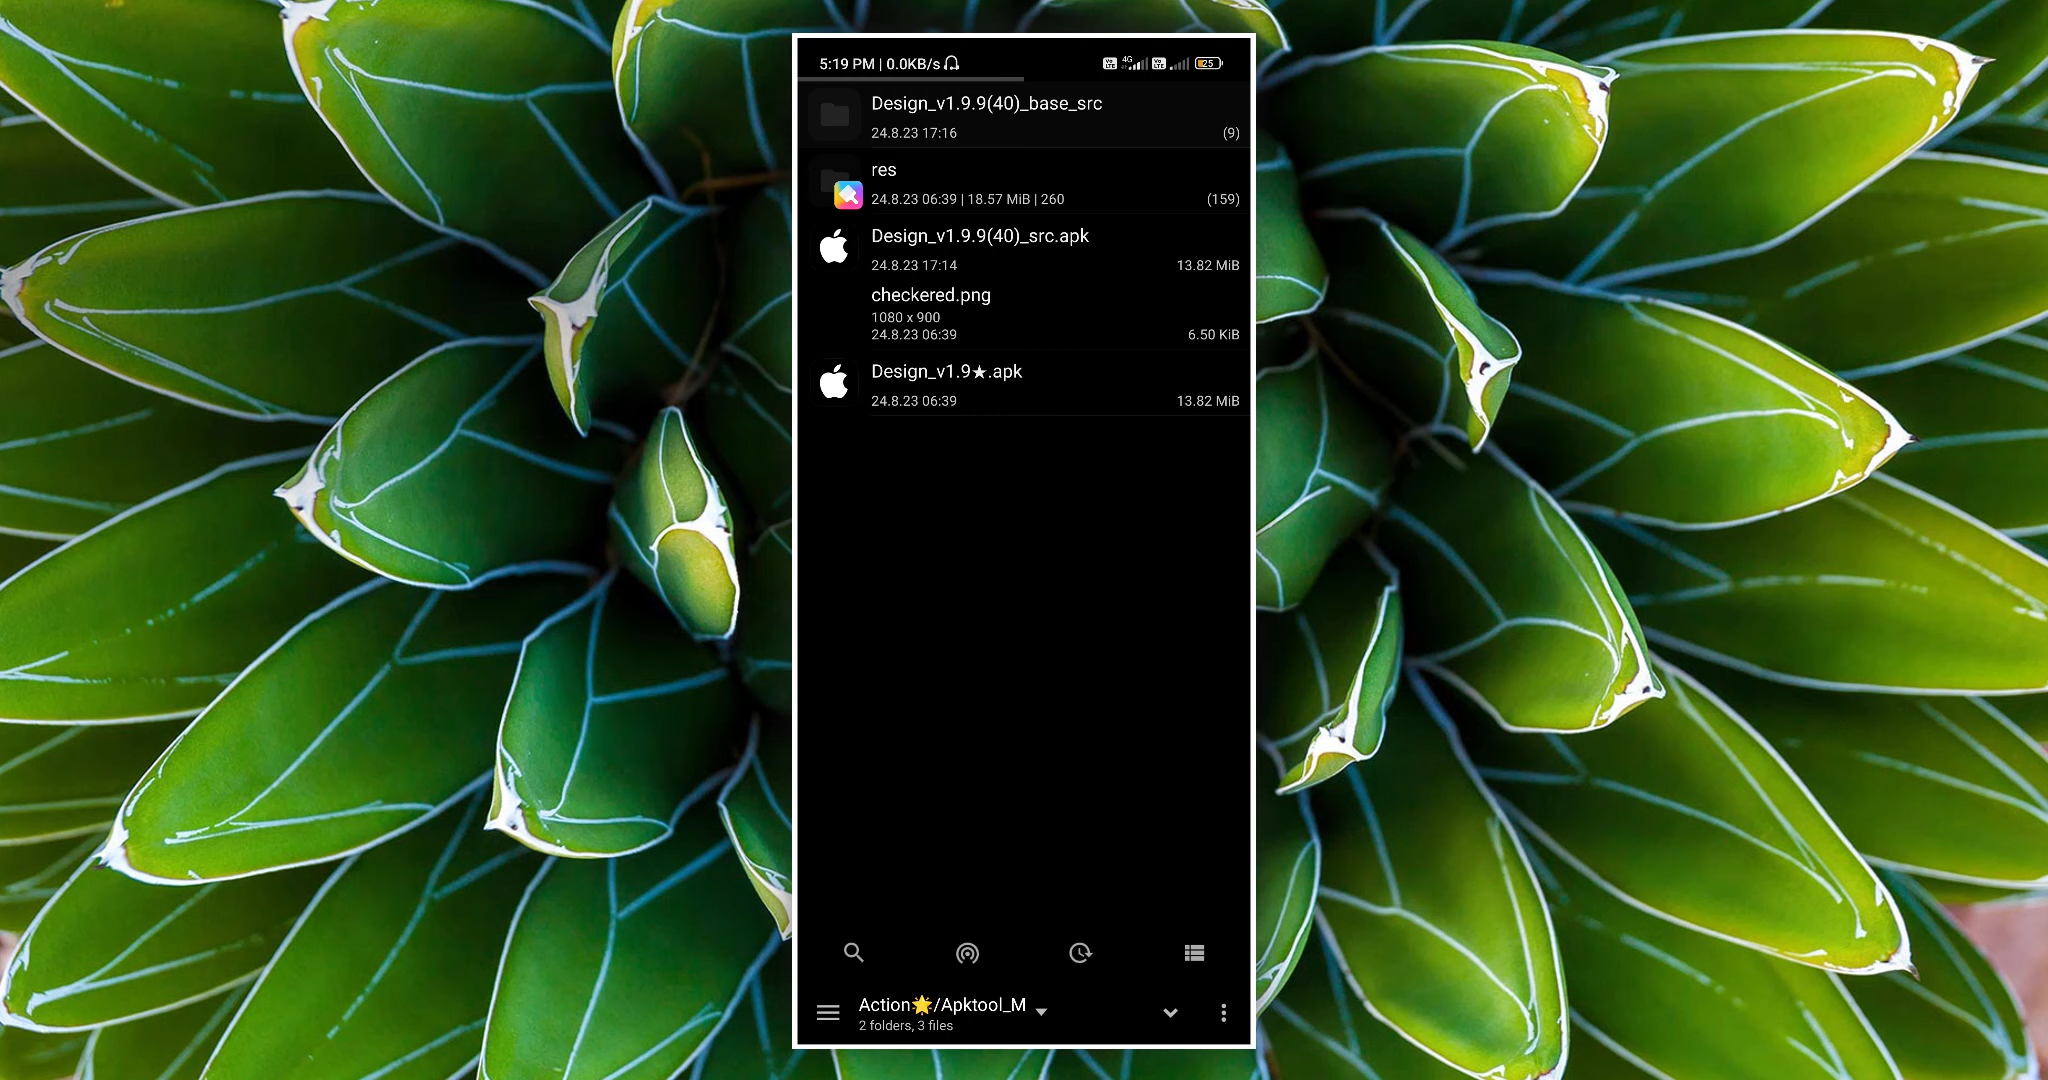 5:19 PM | 0.0KB/s 4G 25
Design_v1.9.9(40)_base_src
24.8.23 17:16 (9)
res
24.8.23 06:39 | 18.57 MiB | 260 (159)
Design_v1.9.9(40)_src.apk
24.8.23 17:14 13.82 MiB
checkered.png
1080 x 900
24.8.23 06:39 6.50 KiB
Design_v1.9★.apk
24.8.23 06:39 13.82 MiB
Action🌟/Apktool_M
2 folders, 3 files